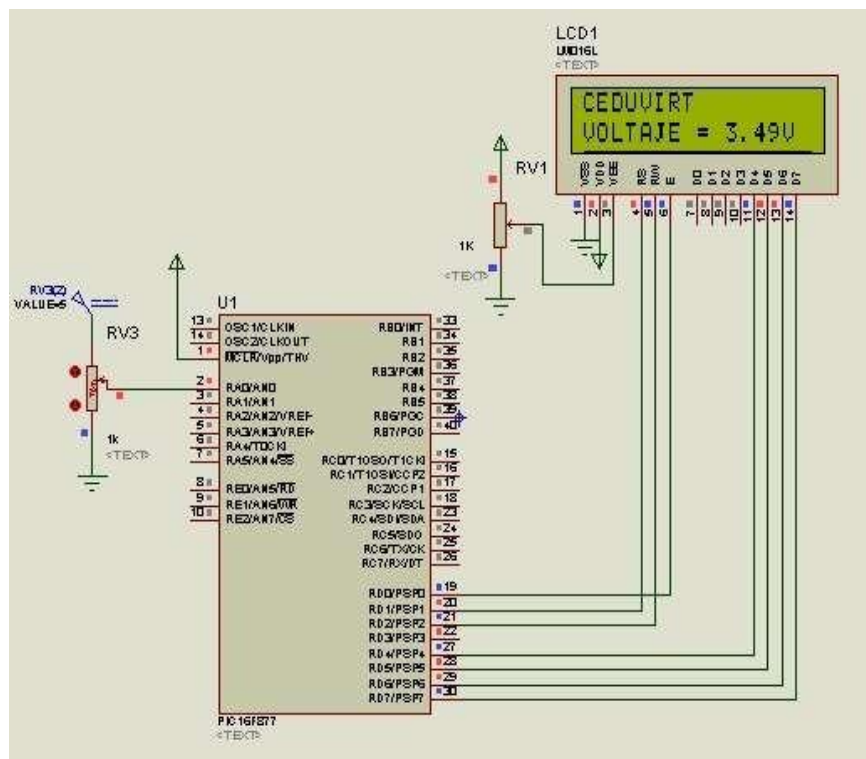 LCD1
LM016L
<TEXT>
CEDUVIRT
VOLTAJE = 3.49V
VSS VDD VEE RS RW E D0 D1 D2 D3 D4 D5 D6 D7
1 2 3 4 5 6 7 8 9 10 11 12 13 14
RV1
1K
<TEXT>
RV3(2)
VALUE=5
RV3
1k
<TEXT>
U1
13 OSC1/CLKIN RB0/INT 33
14 OSC2/CLKOUT RB1 34
1 MCLR/Vpp/THV RB2 35
RB3/PGM 36
2 RA0/AN0 RB4 37
3 RA1/AN1 RB5 38
4 RA2/AN2/VREF- RB6/PGC 39
5 RA3/AN3/VREF+ RB7/PGD 40
6 RA4/T0CKI
7 RA5/AN4/SS RC0/T1OSO/T1CKI 15
RC1/T1OSI/CCP2 16
8 RE0/AN5/RD RC2/CCP1 17
9 RE1/AN6/WR RC3/SCK/SCL 18
10 RE2/AN7/CS RC4/SDI/SDA 23
RC5/SDO 24
RC6/TX/CK 25
RC7/RX/DT 26
RD0/PSP0 19
RD1/PSP1 20
RD2/PSP2 21
RD3/PSP3 22
RD4/PSP4 27
RD5/PSP5 28
RD6/PSP6 29
RD7/PSP7 30
PIC16F877
<TEXT>